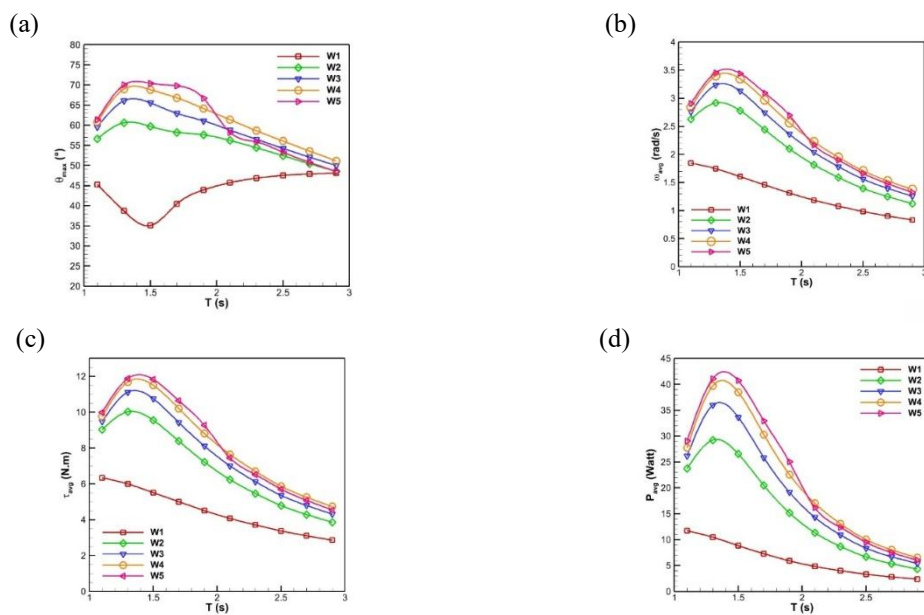 (a)
80
75
70
65
60
55
50
45
40
35
30
25
20
θmax (°)
1
1.5
2
2.5
3
T (s)
W1
W2
W3
W4
W5
(b)
4
3.5
3
2.5
2
1.5
1
0.5
0
ωavg (rad/s)
1
1.5
2
2.5
3
T (s)
W1
W2
W3
W4
W5
(c)
12
10
8
6
4
2
0
τavg (N.m)
1
1.5
2
2.5
3
T (s)
W1
W2
W3
W4
W5
(d)
45
40
35
30
25
20
15
10
5
0
Pavg (Watt)
1
1.5
2
2.5
T (s)
W1
W2
W3
W4
W5